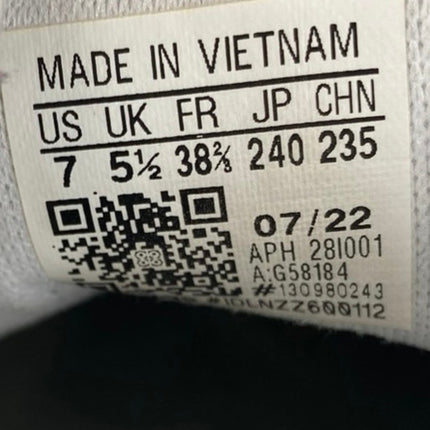 MADE IN VIETNAM
US UK FR JP CHN
7 5½ 38⅔ 240 235
07/22
APH 28I001
A:G58184
#130980243
#IDLNZZ600112